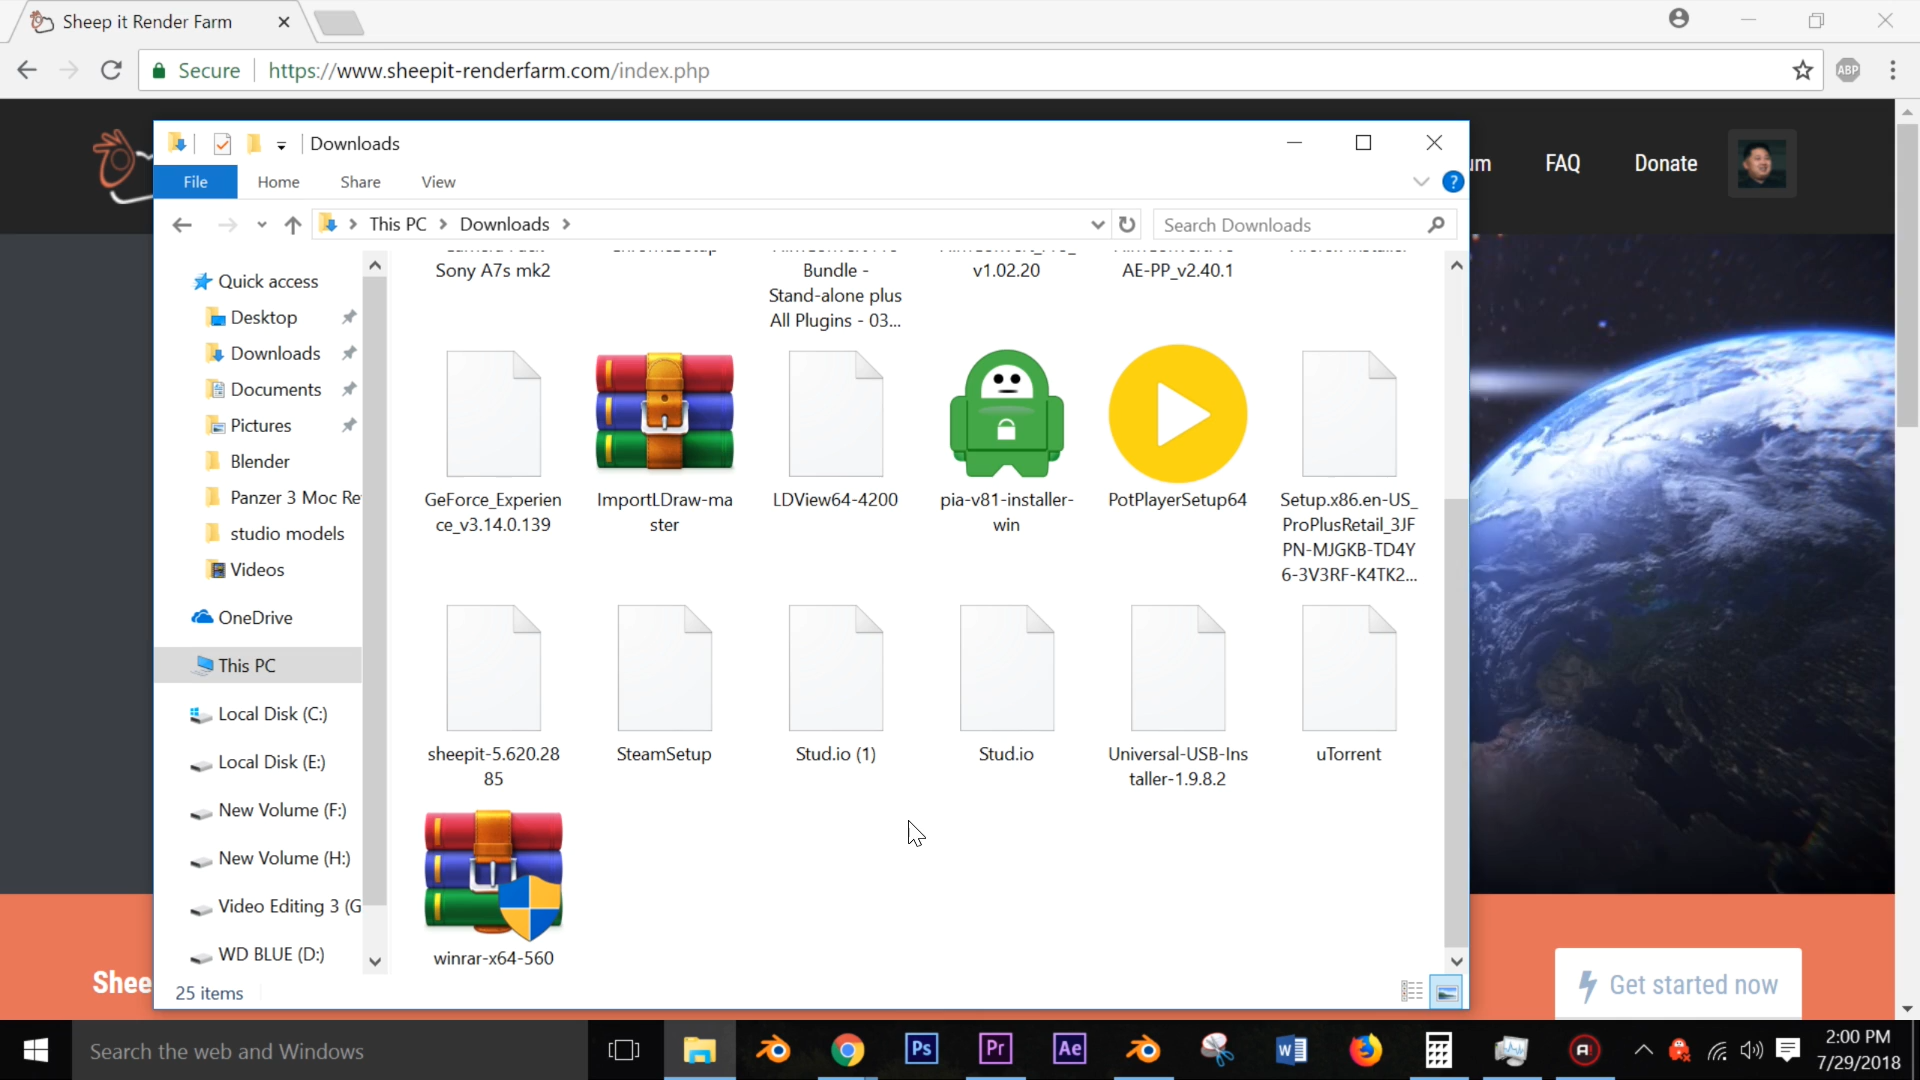 Sheep it Render Farm
Secure
https://www.sheepit-renderfarm.com/index.php
ABP
Downloads
File
Home
Share
View
?
This PC
Downloads
Search Downloads
um
FAQ
Donate
Quick access
Desktop
Downloads
Documents
Pictures
Blender
Panzer 3 Moc Re
studio models
Videos
OneDrive
This PC
Local Disk (C:)
Local Disk (E:)
New Volume (F:)
New Volume (H:)
Video Editing 3 (G
WD BLUE (D:)
Sony A7s mk2
Bundle -
Stand-alone plus
All Plugins - 03...
v1.02.20
AE-PP_v2.40.1
GeForce_Experien
ce_v3.14.0.139
ImportLDraw-ma
ster
LDView64-4200
pia-v81-installer-
win
PotPlayerSetup64
Setup.x86.en-US_
ProPlusRetail_3JF
PN-MJGKB-TD4Y
6-3V3RF-K4TK2...
sheepit-5.620.28
85
SteamSetup
Stud.io (1)
Stud.io
Universal-USB-Ins
taller-1.9.8.2
uTorrent
winrar-x64-560
25 items
Shee
Get started now
Search the web and Windows
Ps
Pr
Ae
2:00 PM
7/29/2018